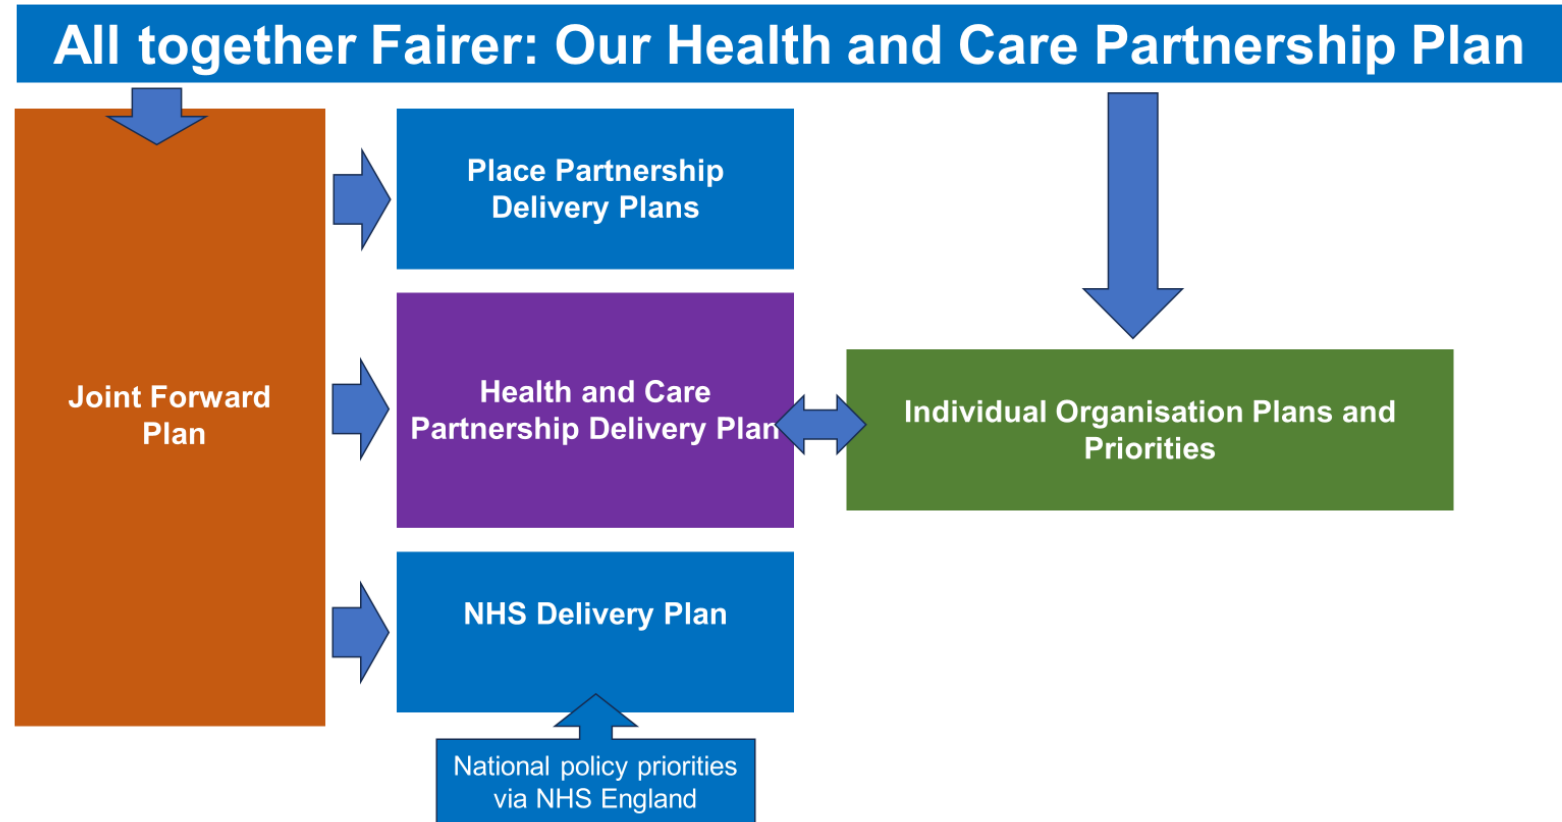 All together Fairer: Our Health and Care Partnership Plan
Joint Forward
Plan
Place Partnership
Delivery Plans
Health and Care
Partnership Delivery Plan
Individual Organisation Plans and
Priorities
NHS Delivery Plan
National policy priorities
via NHS England